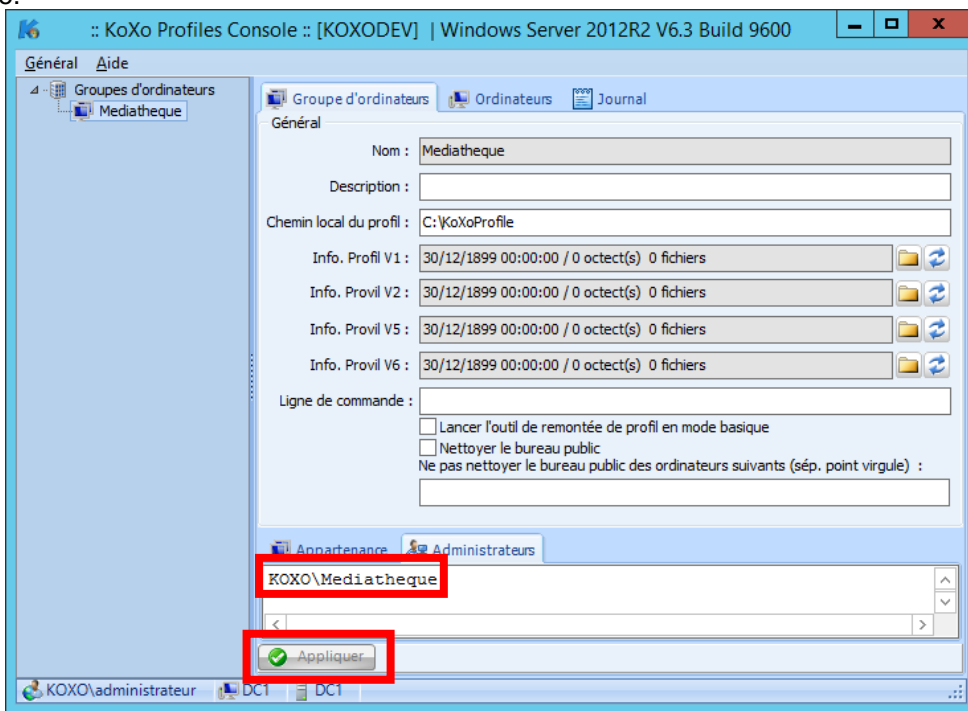 :: KoXo Profiles Console :: [KOXODEV] | Windows Server 2012R2 V6.3 Build 9600
Général Aide
Groupes d'ordinateurs
Mediatheque
Groupe d'ordinateurs Ordinateurs Journal
Général
Nom : Mediatheque
Description :
Chemin local du profil : C:\KoXoProfile
Info. Profil V1 : 30/12/1899 00:00:00 / 0 octect(s) 0 fichiers
Info. Provil V2 : 30/12/1899 00:00:00 / 0 octect(s) 0 fichiers
Info. Provil V5 : 30/12/1899 00:00:00 / 0 octect(s) 0 fichiers
Info. Provil V6 : 30/12/1899 00:00:00 / 0 octect(s) 0 fichiers
Ligne de commande :
Lancer l'outil de remontée de profil en mode basique
Nettoyer le bureau public
Ne pas nettoyer le bureau public des ordinateurs suivants (sép. point virgule) :
Appartenance Administrateurs
KOXO\Mediatheque
Appliquer
KOXO\administrateur DC1 DC1